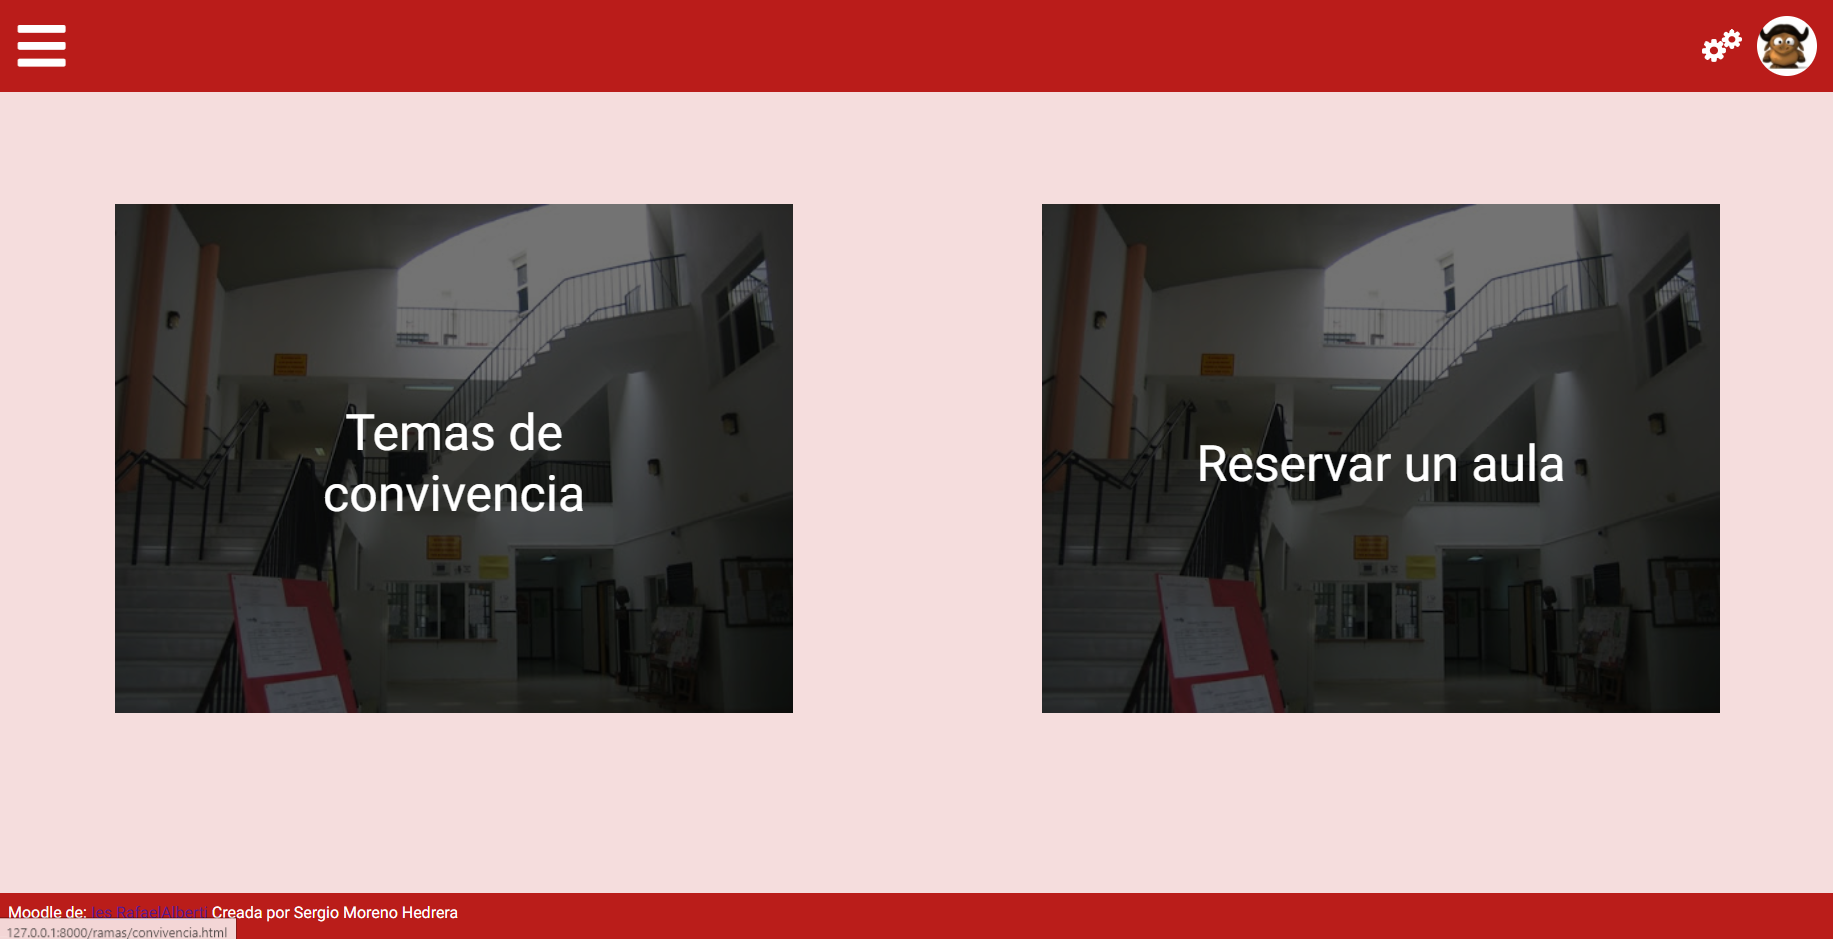 Temas de
convivencia
Reservar un aula
Moodle de: Ies RafaelAlberti Creada por Sergio Moreno Hedrera
127.0.0.1:8000/ramas/convivencia.html